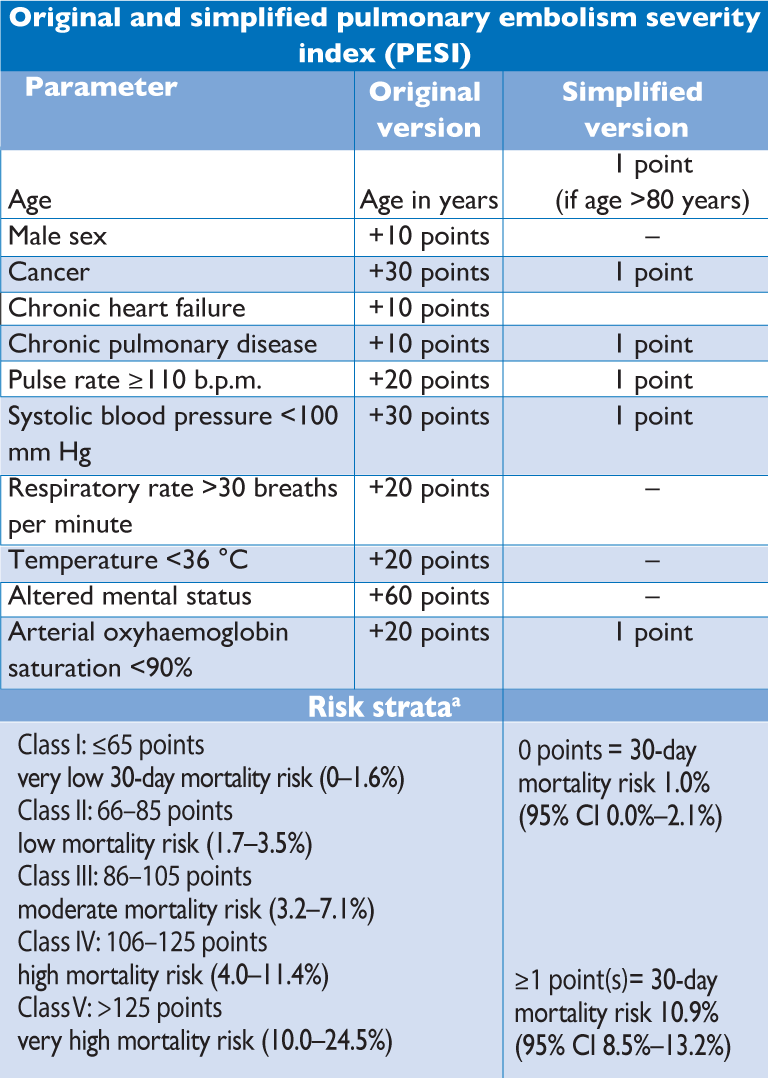 Original and simplified pulmonary embolism severity
index (PESI)
Parameter
Original
version
Simplified
version
Age
Age in years
1 point
(if age >80 years)
Male sex
+10 points
–
Cancer
+30 points
1 point
Chronic heart failure
+10 points
Chronic pulmonary disease
+10 points
1 point
Pulse rate ≥110 b.p.m.
+20 points
1 point
Systolic blood pressure <100
mm Hg
+30 points
1 point
Respiratory rate >30 breaths
per minute
+20 points
–
Temperature <36 °C
+20 points
–
Altered mental status
+60 points
–
Arterial oxyhaemoglobin
saturation <90%
+20 points
1 point
Risk strataª
Class I: ≤65 points
very low 30-day mortality risk (0–1.6%)
Class II: 66–85 points
low mortality risk (1.7–3.5%)
Class III: 86–105 points
moderate mortality risk (3.2–7.1%)
Class IV: 106–125 points
high mortality risk (4.0–11.4%)
Class V: >125 points
very high mortality risk (10.0–24.5%)
0 points = 30-day
mortality risk 1.0%
(95% CI 0.0%–2.1%)
≥1 point(s)= 30-day
mortality risk 10.9%
(95% CI 8.5%–13.2%)